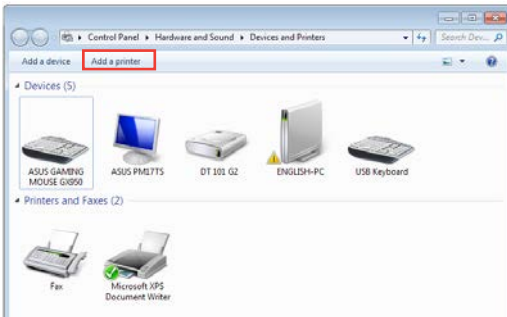 Control Panel ▸ Hardware and Sound ▸ Devices and Printers
Search Dev...
Add a device Add a printer
Devices (5)
ASUS GAMING MOUSE GX950
ASUS PM17TS
DT 101 G2
ENGLISH-PC
USB Keyboard
Printers and Faxes (2)
Fax
Microsoft XPS Document Writer